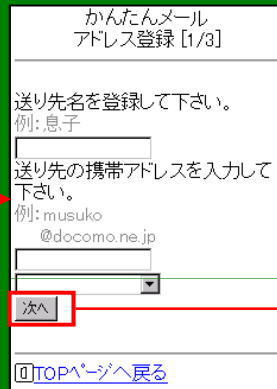 かんたんメール
アドレス登録 [1/3]
送り先名を登録して下さい。
例：息子
送り先の携帯アドレスを入力して
下さい。
例：musuko
@docomo.ne.jp
次へ
0TOPﾍﾟｰｼﾞへ戻る